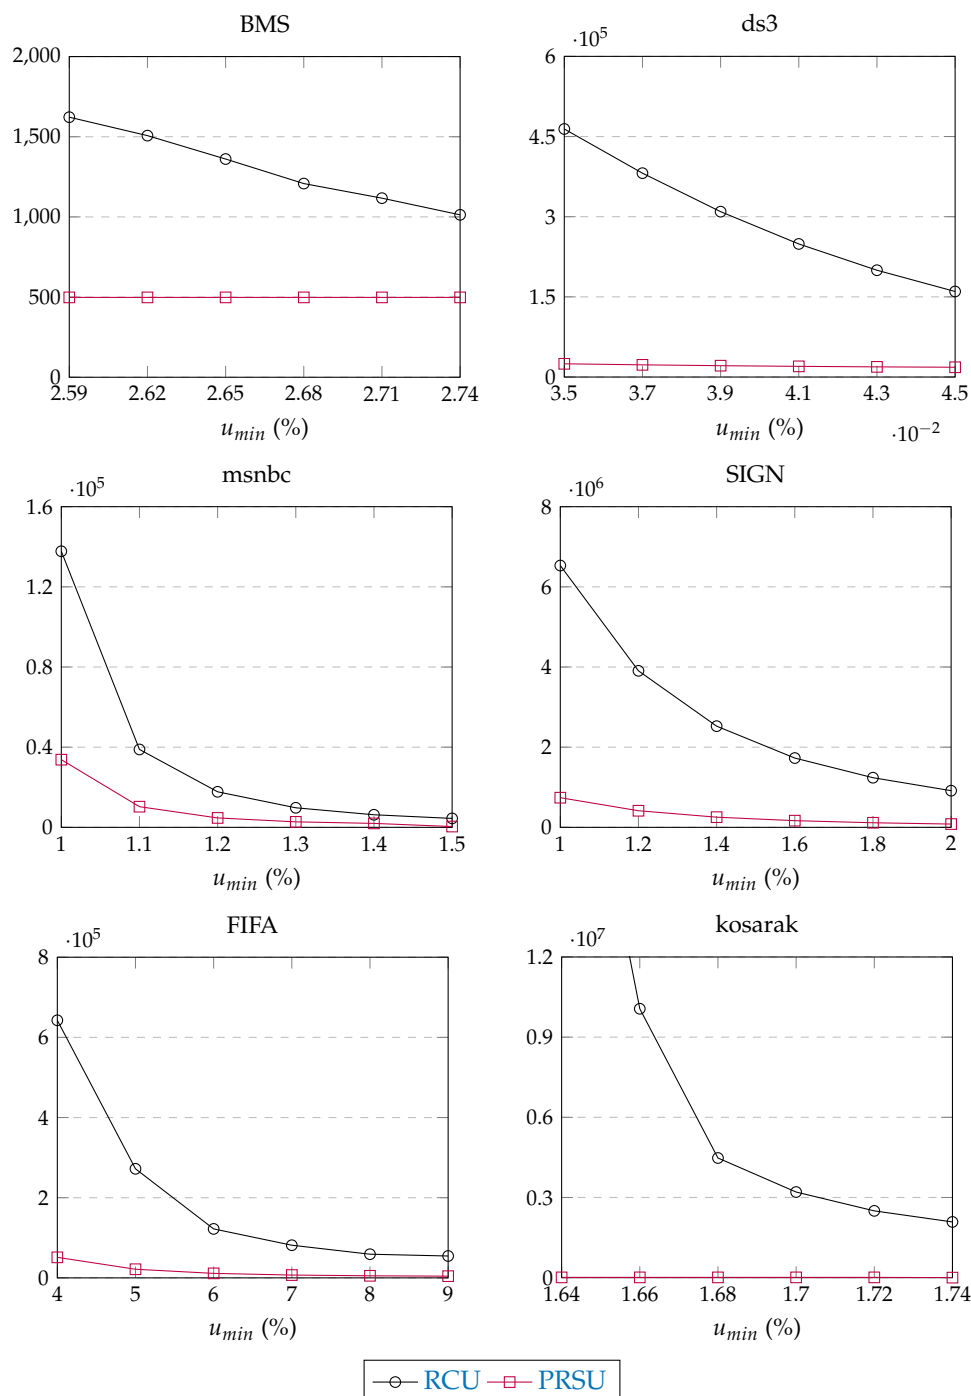 BMS
2,000
1,500
1,000
500
0
2.59 2.62 2.65 2.68 2.71 2.74
u_min (%)
ds3
·10^5
6
4.5
3
1.5
0
3.5 3.7 3.9 4.1 4.3 4.5
u_min (%)
·10^−2
msnbc
·10^5
1.6
1.2
0.8
0.4
0
1 1.1 1.2 1.3 1.4 1.5
u_min (%)
SIGN
·10^6
8
6
4
2
0
1 1.2 1.4 1.6 1.8 2
u_min (%)
FIFA
·10^5
8
6
4
2
0
4 5 6 7 8 9
u_min (%)
kosarak
·10^7
1.2
0.9
0.6
0.3
0
1.64 1.66 1.68 1.7 1.72 1.74
u_min (%)
RCU PRSU